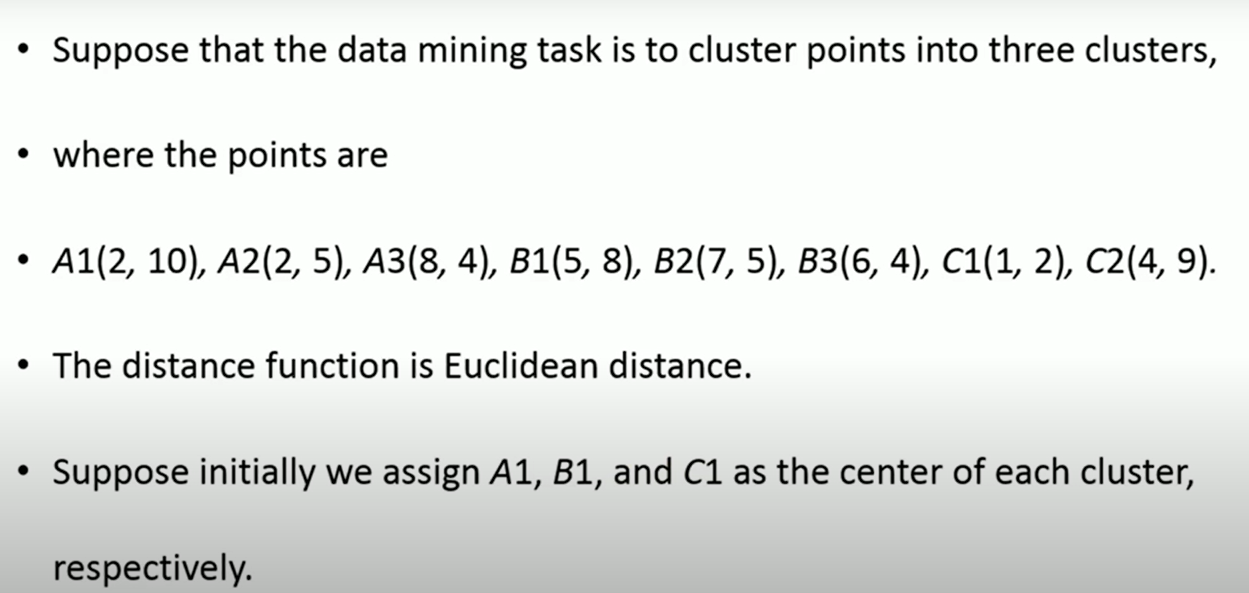 • Suppose that the data mining task is to cluster points into three clusters,
• where the points are
• A1(2, 10), A2(2, 5), A3(8, 4), B1(5, 8), B2(7, 5), B3(6, 4), C1(1, 2), C2(4, 9).
• The distance function is Euclidean distance.
• Suppose initially we assign A1, B1, and C1 as the center of each cluster,
respectively.